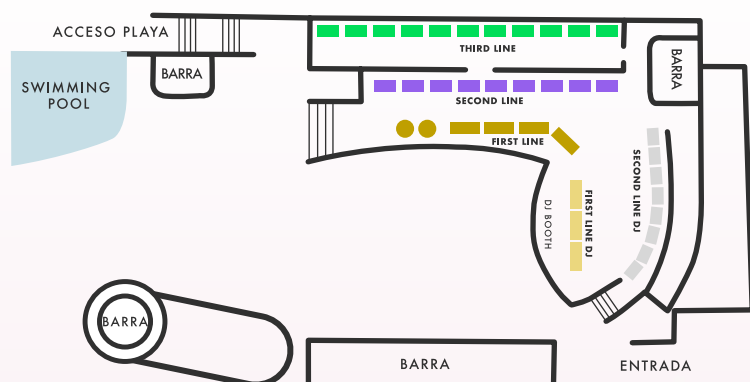 ACCESO PLAYA
THIRD LINE
BARRA
BARRA
SWIMMING
POOL
SECOND LINE
FIRST LINE
SECOND LINE DJ
FIRST LINE DJ
DJ BOOTH
BARRA
BARRA
ENTRADA